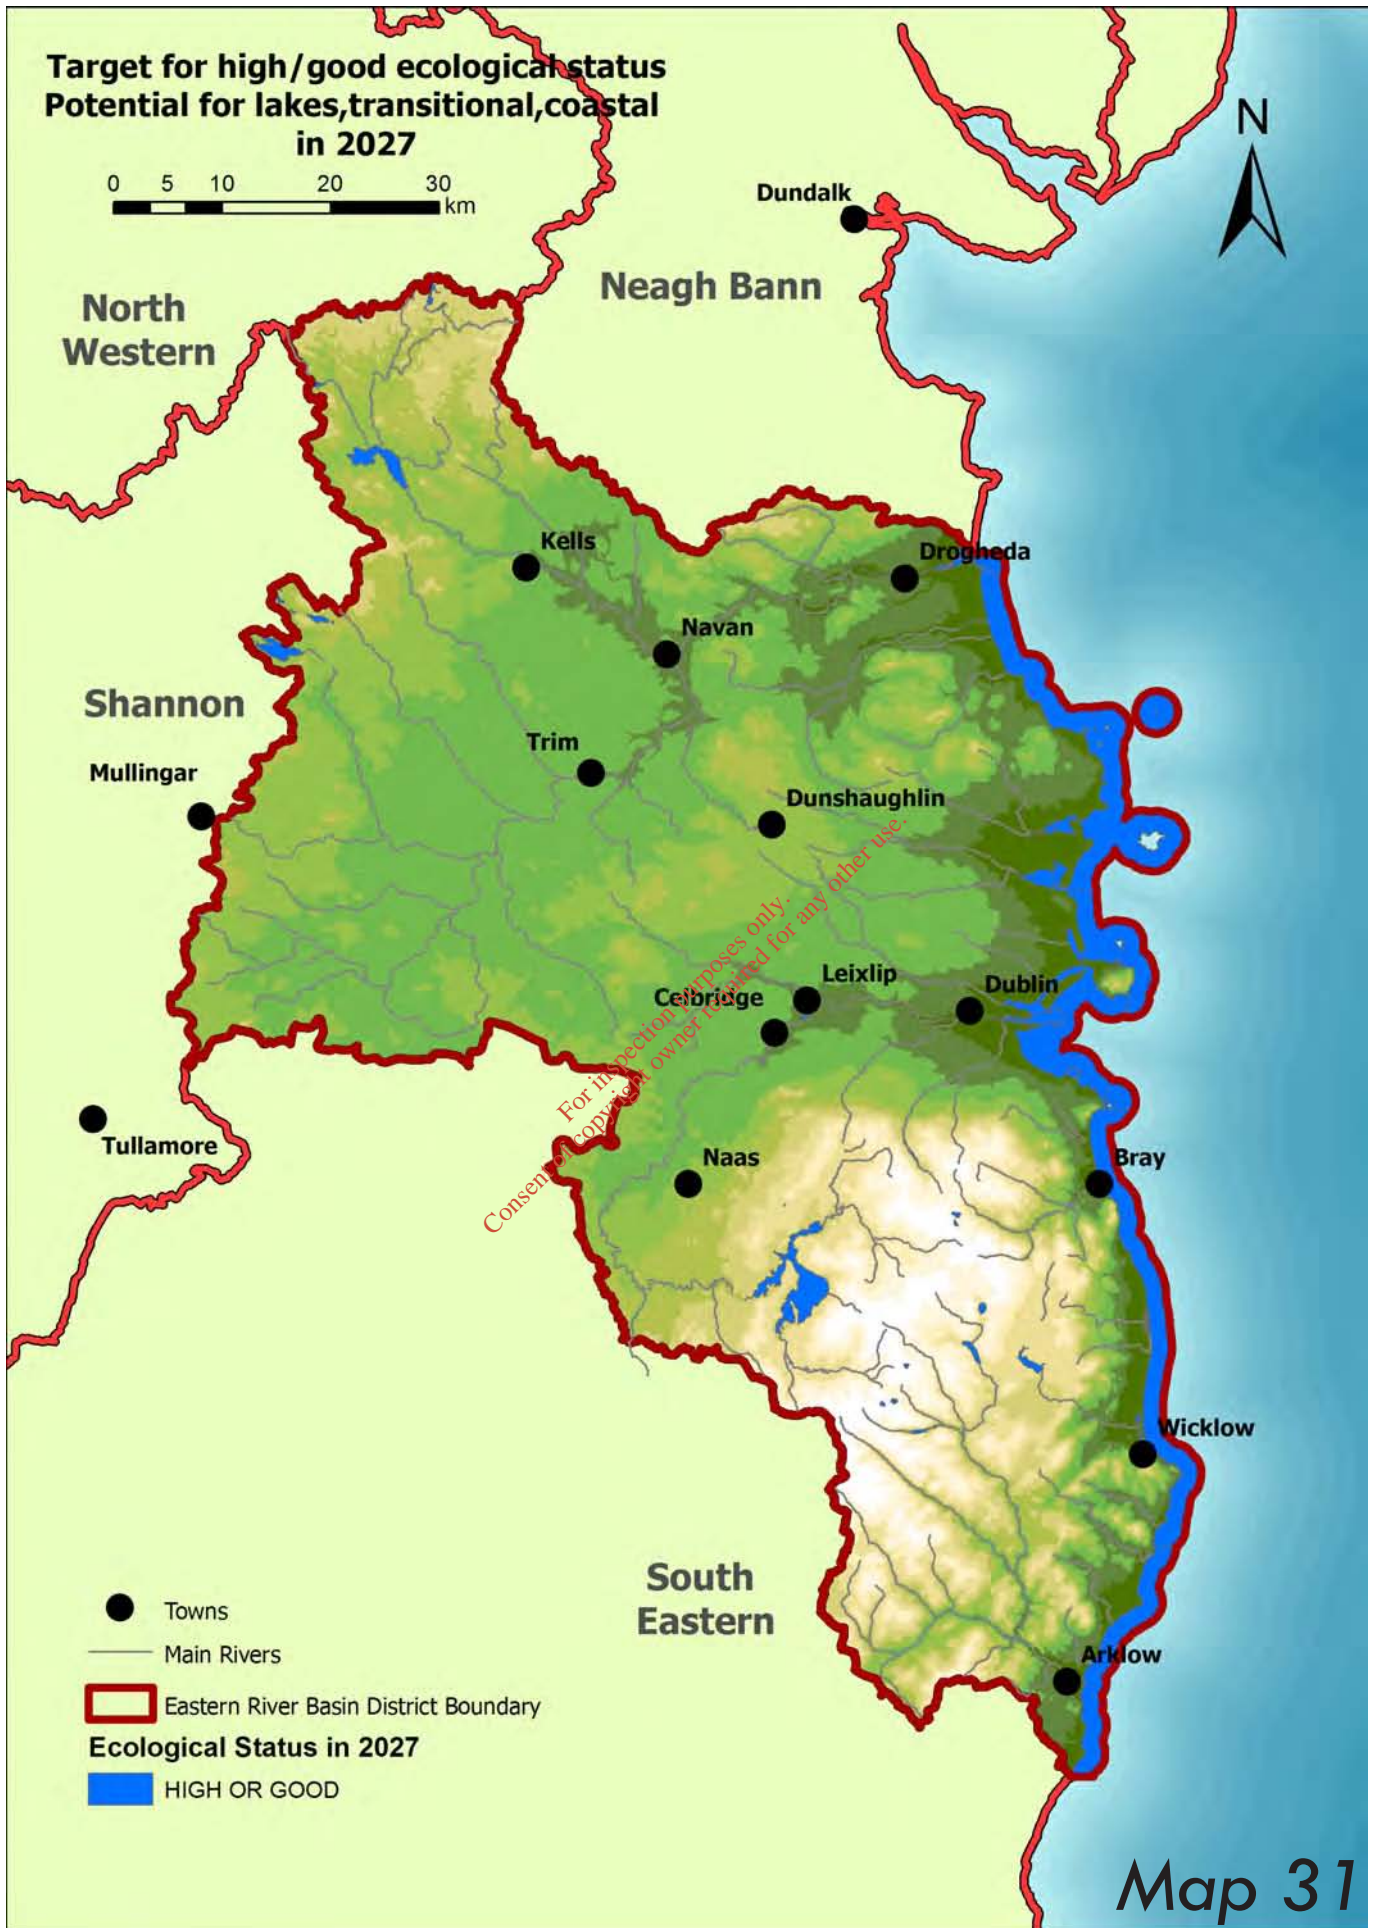 Target for high/good ecological status
Potential for lakes,transitional,coastal
in 2027
0 5 10 20 30
km
N
Dundalk
Neagh Bann
North
Western
Kells
Drogheda
Navan
Shannon
Trim
Mullingar
Dunshaughlin
For inspection purposes only.
Consent of copyright owner required for any other use.
Leixlip
Celbridge
Dublin
Tullamore
Naas
Bray
Wicklow
South
Eastern
Arklow
Towns
Main Rivers
Eastern River Basin District Boundary
Ecological Status in 2027
HIGH OR GOOD
Map 31